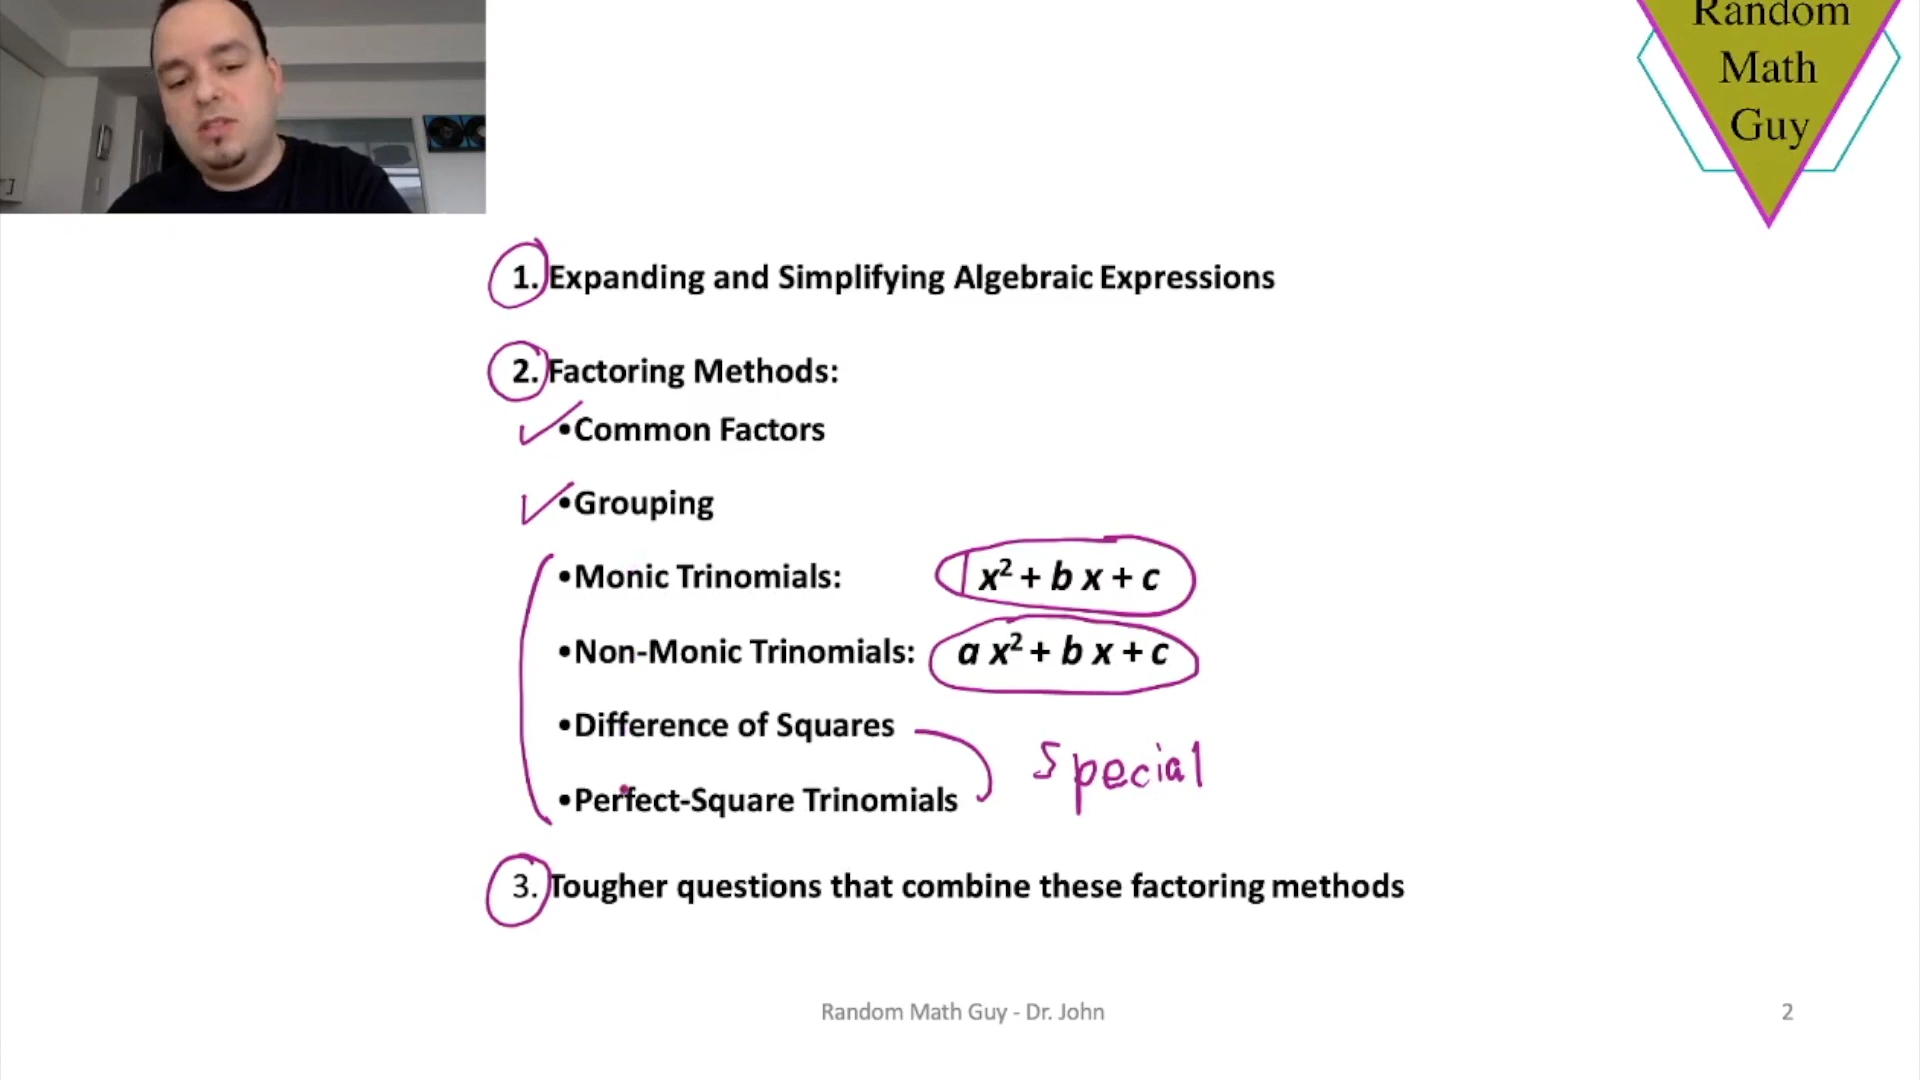 Random
Math
Guy
1. Expanding and Simplifying Algebraic Expressions
2. Factoring Methods:
•Common Factors
•Grouping
•Monic Trinomials: x² + b x + c
•Non-Monic Trinomials: a x² + b x + c
•Difference of Squares
Special
•Perfect-Square Trinomials
3. Tougher questions that combine these factoring methods
Random Math Guy - Dr. John
2